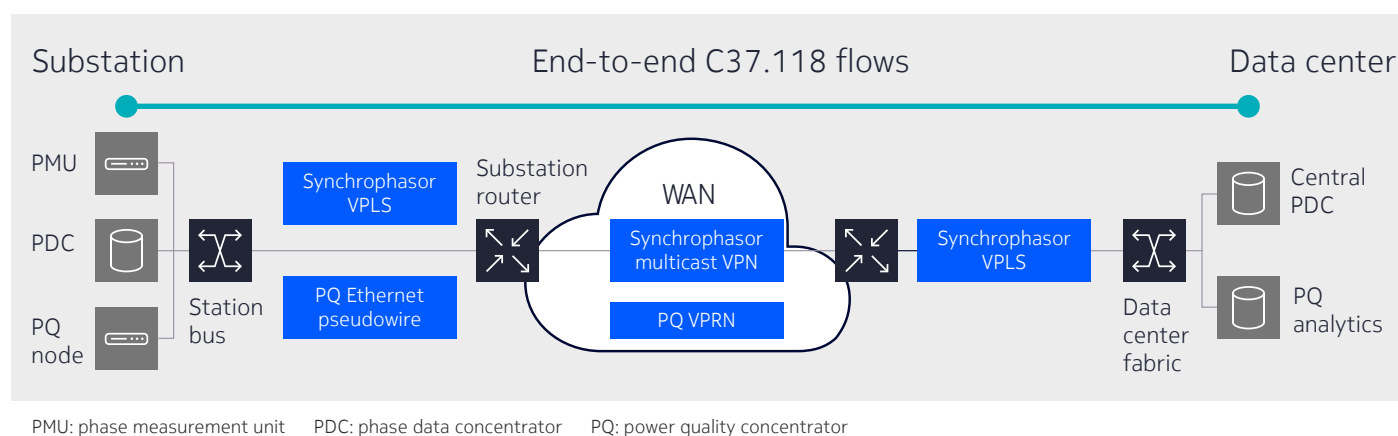 Substation
End-to-end C37.118 flows
Data center
PMU
Synchrophasor
VPLS
Substation
router
WAN
Central
PDC
PDC
Synchrophasor
multicast VPN
Synchrophasor
VPLS
Station
bus
PQ Ethernet
pseudowire
PQ VPRN
Data
center
fabric
PQ
analytics
PQ
node
PMU: phase measurement unit PDC: phase data concentrator PQ: power quality concentrator